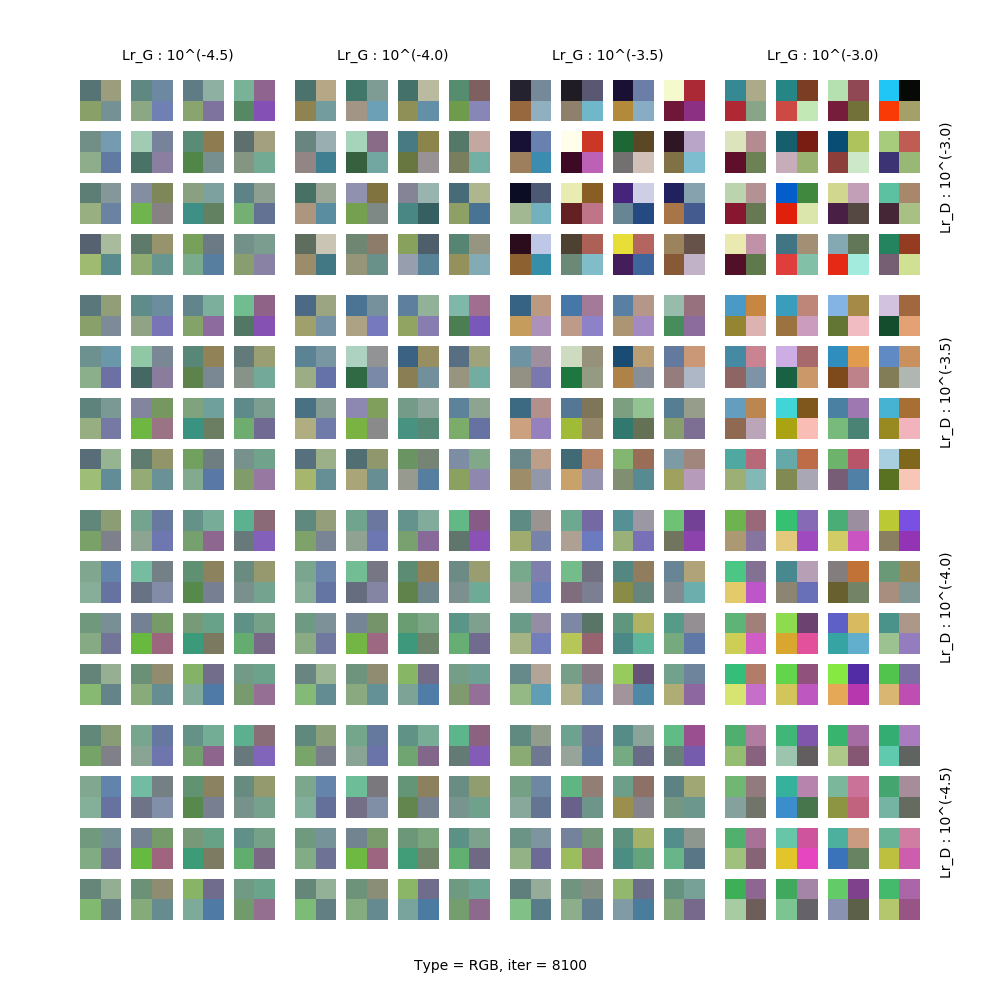 Lr_G : 10^(-4.5)
Lr_G : 10^(-4.0)
Lr_G : 10^(-3.5)
Lr_G : 10^(-3.0)
Lr_D : 10^(-3.0)
Lr_D : 10^(-3.5)
Lr_D : 10^(-4.0)
Lr_D : 10^(-4.5)
Type = RGB, iter = 8100